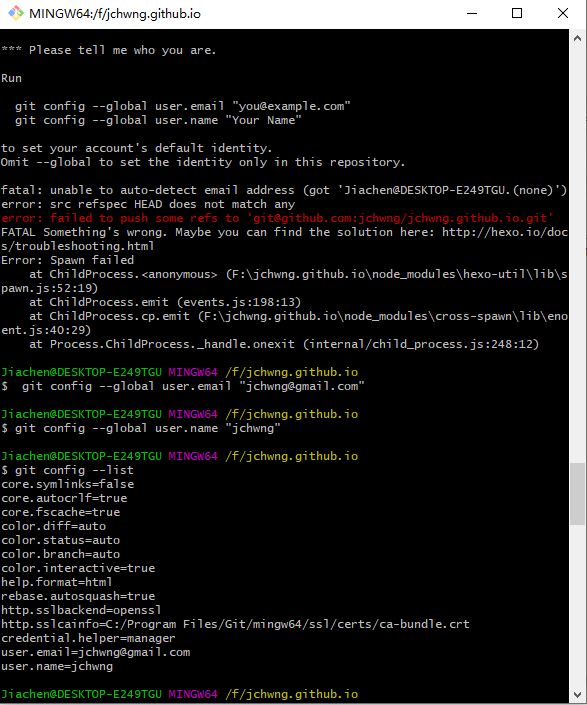 MINGW64:/f/jchwng.github.io
*** Please tell me who you are.
Run
  git config --global user.email "you@example.com"
  git config --global user.name "Your Name"
to set your account's default identity.
Omit --global to set the identity only in this repository.
fatal: unable to auto-detect email address (got 'Jiachen@DESKTOP-E249TGU.(none)')
error: src refspec HEAD does not match any
error: failed to push some refs to 'git@github.com:jchwng/jchwng.github.io.git'
FATAL Something's wrong. Maybe you can find the solution here: http://hexo.io/doc
s/troubleshooting.html
Error: Spawn failed
    at ChildProcess.<anonymous> (F:\jchwng.github.io\node_modules\hexo-util\lib\s
pawn.js:52:19)
    at ChildProcess.emit (events.js:198:13)
    at ChildProcess.cp.emit (F:\jchwng.github.io\node_modules\cross-spawn\lib\eno
ent.js:40:29)
    at Process.ChildProcess._handle.onexit (internal/child_process.js:248:12)
Jiachen@DESKTOP-E249TGU MINGW64 /f/jchwng.github.io
$  git config --global user.email "jchwng@gmail.com"
Jiachen@DESKTOP-E249TGU MINGW64 /f/jchwng.github.io
$ git config --global user.name "jchwng"
Jiachen@DESKTOP-E249TGU MINGW64 /f/jchwng.github.io
$ git config --list
core.symlinks=false
core.autocrlf=true
core.fscache=true
color.diff=auto
color.status=auto
color.branch=auto
color.interactive=true
help.format=html
rebase.autosquash=true
http.sslbackend=openssl
http.sslcainfo=C:/Program Files/Git/mingw64/ssl/certs/ca-bundle.crt
credential.helper=manager
user.email=jchwng@gmail.com
user.name=jchwng
Jiachen@DESKTOP-E249TGU MINGW64 /f/jchwng.github.io